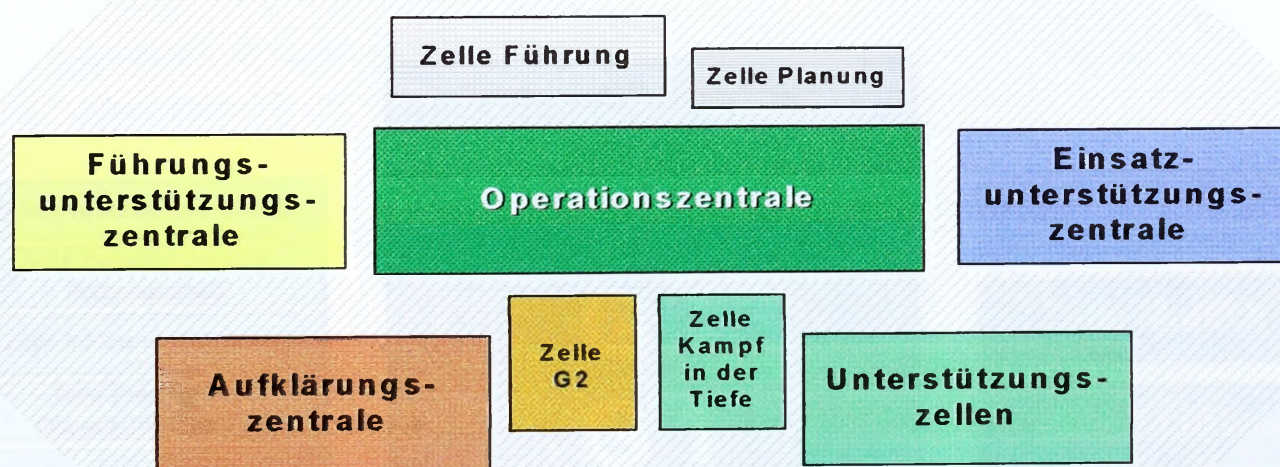 Zelle Führung
Zelle Planung
Führungs-
unterstützungs-
zentrale
Operationszentrale
Einsatz-
unterstützungs-
zentrale
Aufklärungs-
zentrale
Zelle
G2
Zelle
Kampf
in der
Tiefe
Unterstützungs-
zellen